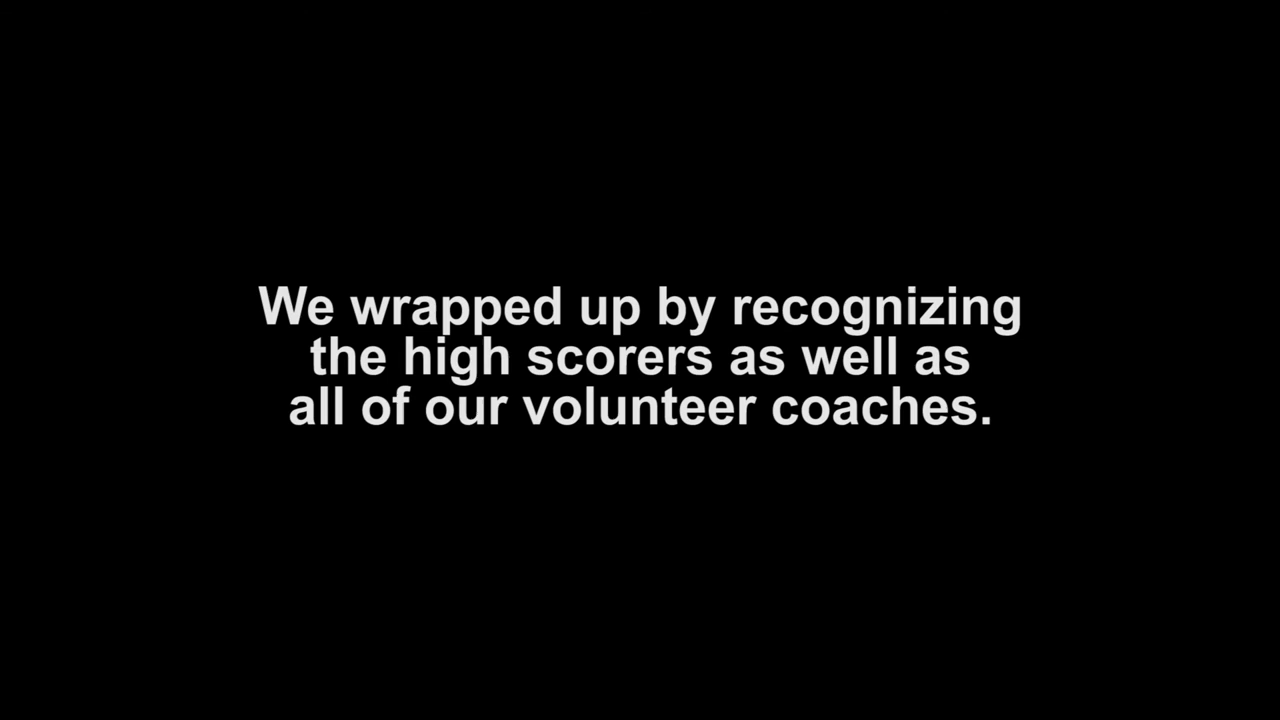 We wrapped up by recognizing
the high scorers as well as
all of our volunteer coaches.